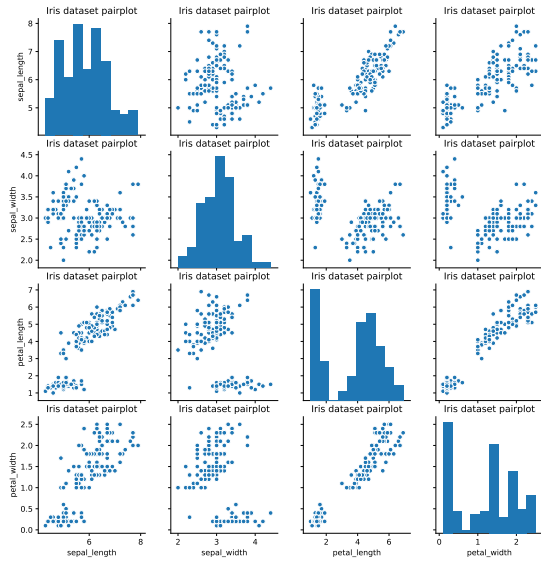 Iris dataset pairplot Iris dataset pairplot Iris dataset pairplot Iris dataset pairplot
8
7
6
5
sepal_length
Iris dataset pairplot Iris dataset pairplot Iris dataset pairplot Iris dataset pairplot
4.5
4.0
3.5
3.0
2.5
2.0
sepal_width
Iris dataset pairplot Iris dataset pairplot Iris dataset pairplot Iris dataset pairplot
7
6
5
4
3
2
1
petal_length
Iris dataset pairplot Iris dataset pairplot Iris dataset pairplot Iris dataset pairplot
2.5
2.0
1.5
1.0
0.5
0.0
petal_width
6 8 2 3 4 2 4 6 0 1 2
sepal_length sepal_width petal_length petal_width